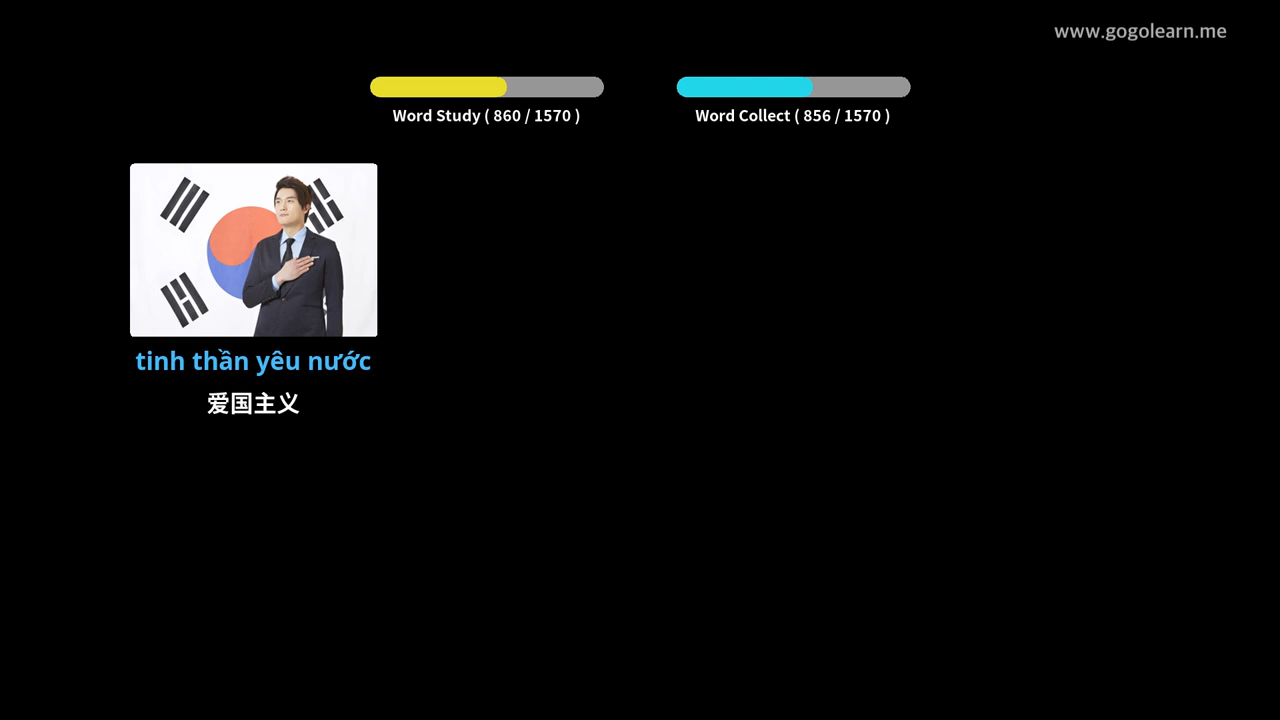 www.gogolearn.me
Word Study ( 860 / 1570 )
Word Collect ( 856 / 1570 )
tinh thần yêu nước
爱国主义